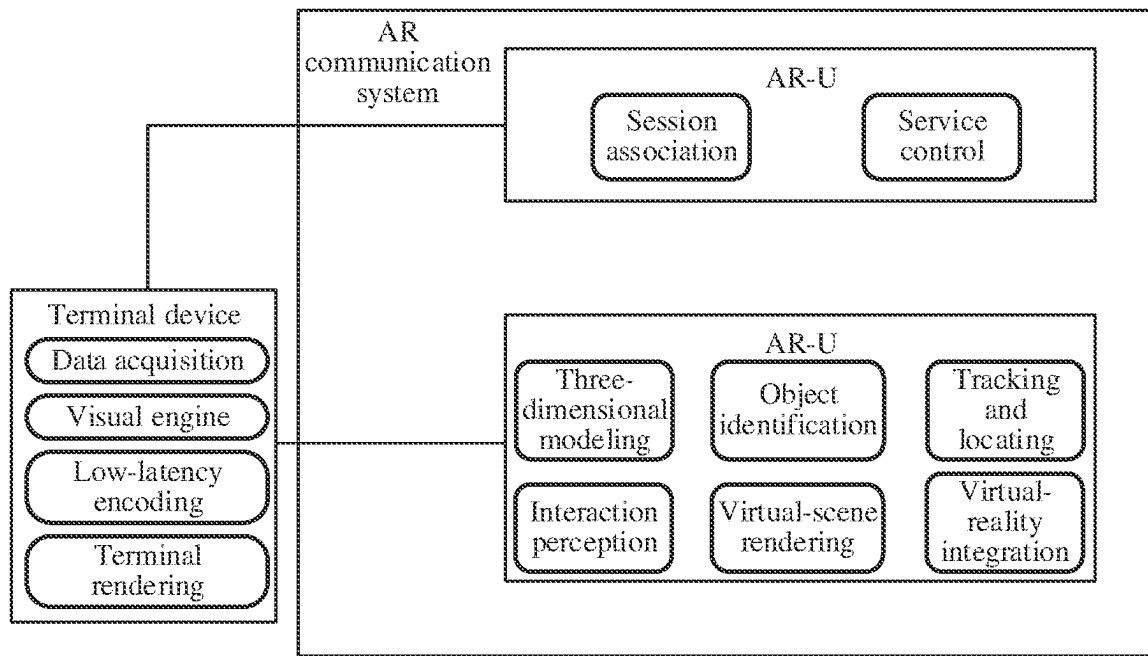 AR
communication
system
AR-U
Session
association
Service
control
Terminal device
Data acquisition
Visual engine
Low-latency
encoding
Terminal
rendering
AR-U
Three-
dimensional
modeling
Object
identification
Tracking
and
locating
Interaction
perception
Virtual-scene
rendering
Virtual-
reality
integration